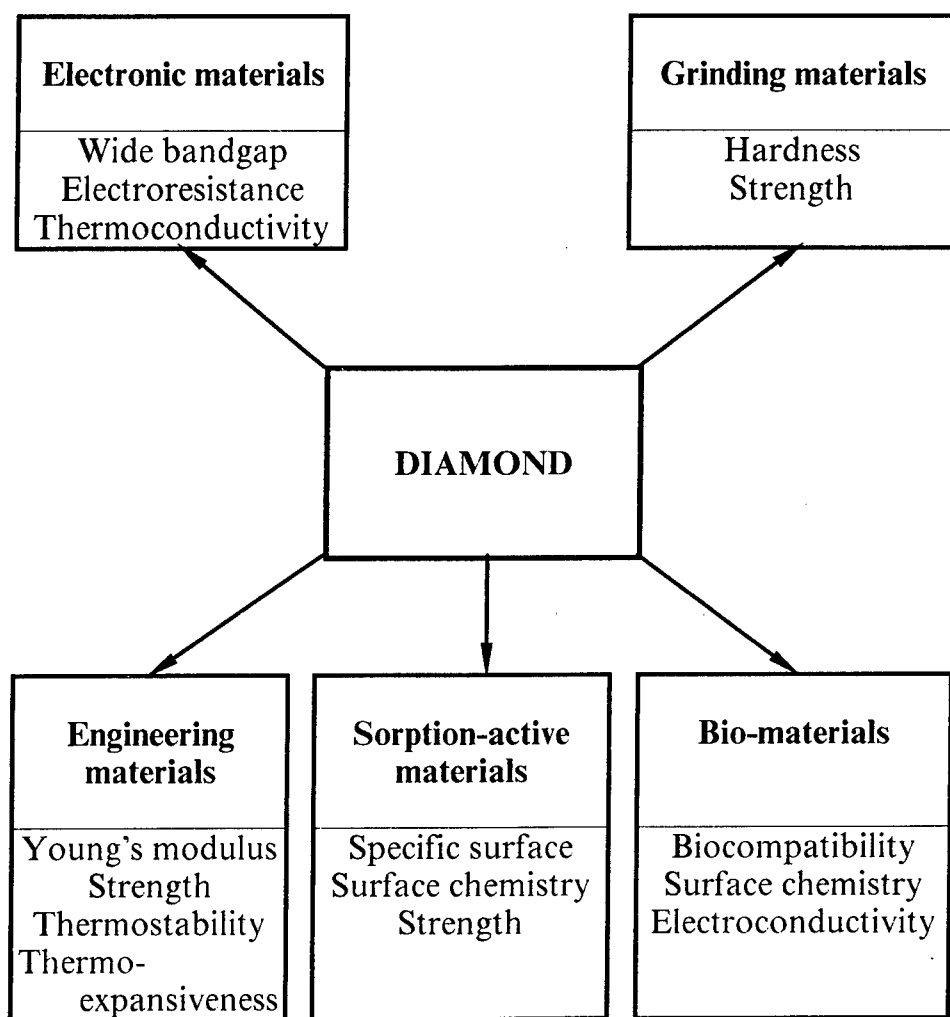 Electronic materials
Wide bandgap
Electroresistance
Thermoconductivity
Grinding materials
Hardness
Strength
DIAMOND
Engineering
materials
Young's modulus
Strength
Thermostability
Thermo-
expansiveness
Sorption-active
materials
Specific surface
Surface chemistry
Strength
Bio-materials
Biocompatibility
Surface chemistry
Electroconductivity